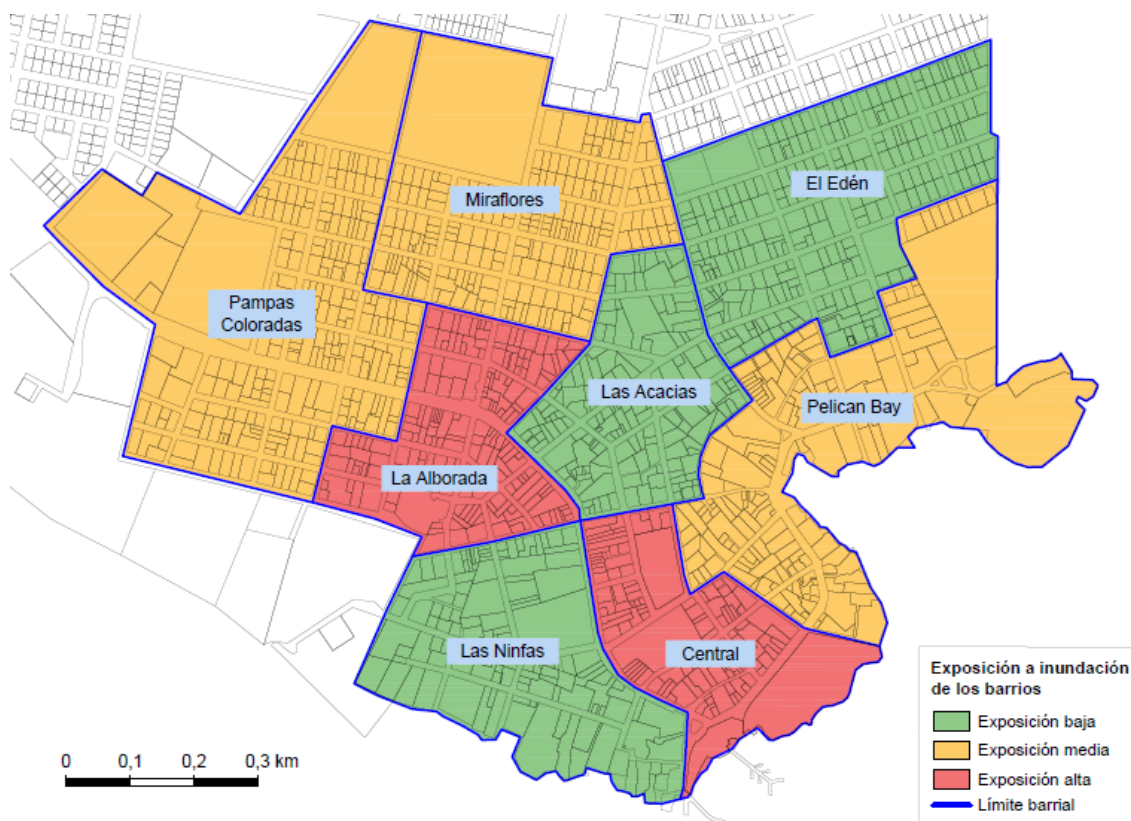 El Edén
Miraflores
Pampas
Coloradas
Las Acacias
Pelican Bay
La Alborada
Las Ninfas
Central
0 0,1 0,2 0,3 km
Exposición a inundación
de los barrios
Exposición baja
Exposición media
Exposición alta
Límite barrial